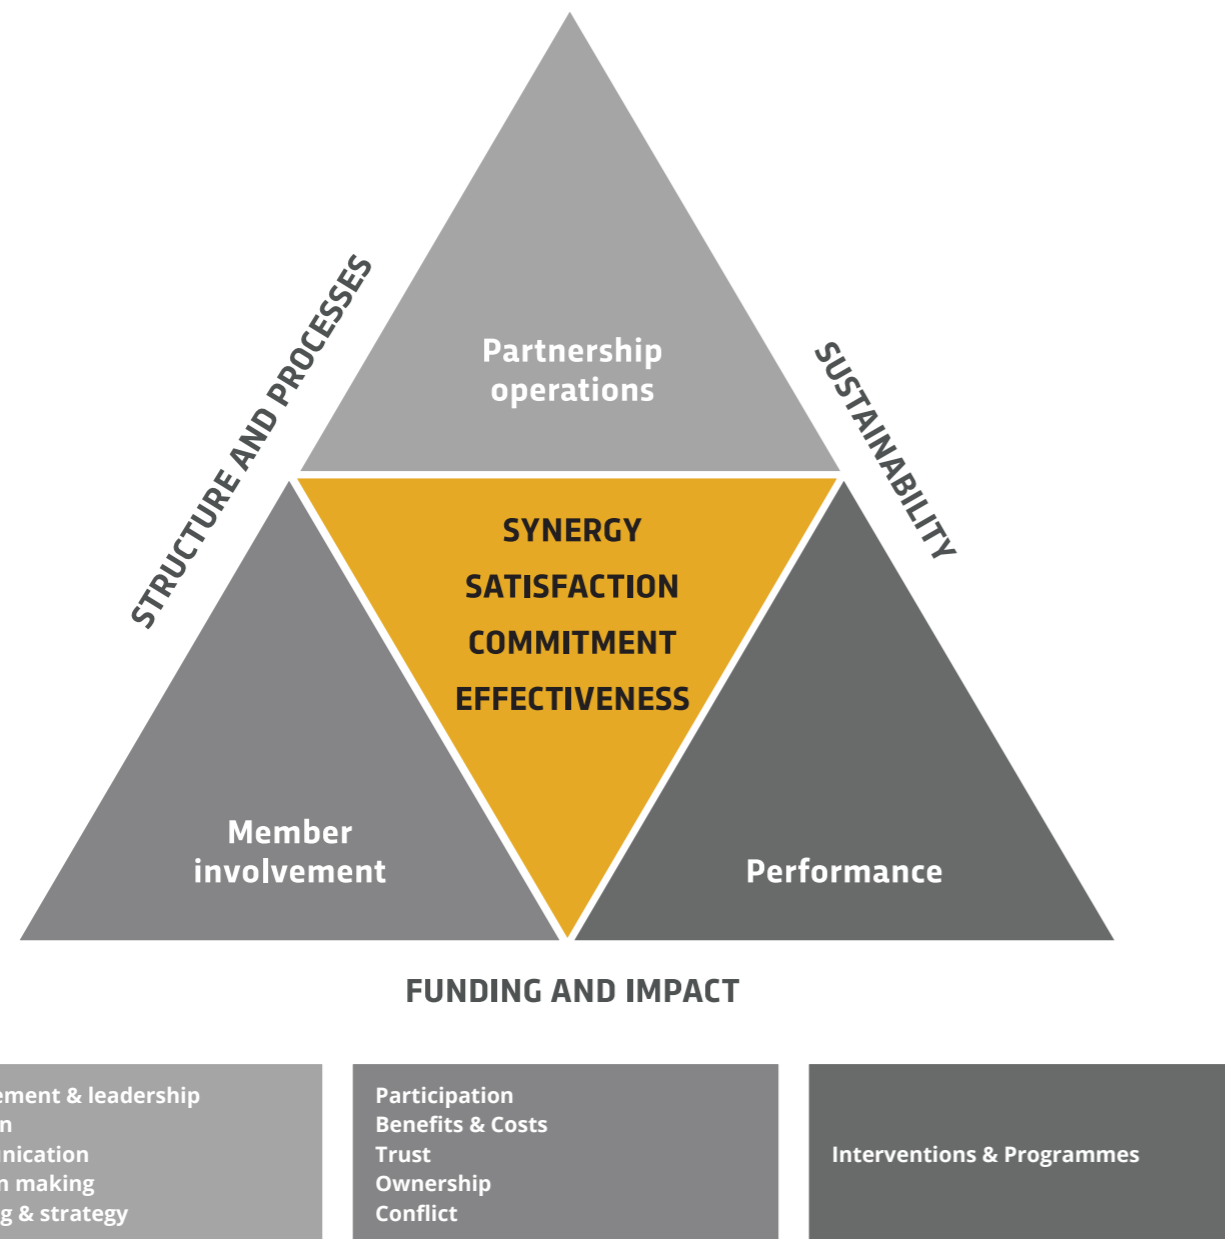 STRUCTURE AND PROCESSES
SUSTAINABILITY
Partnership
operations
SYNERGY
SATISFACTION
COMMITMENT
EFFECTIVENESS
Member
involvement
Performance
FUNDING AND IMPACT
& leadership
making
& strategy
Participation
Benefits & Costs
Trust
Ownership
Conflict
Interventions & Programmes